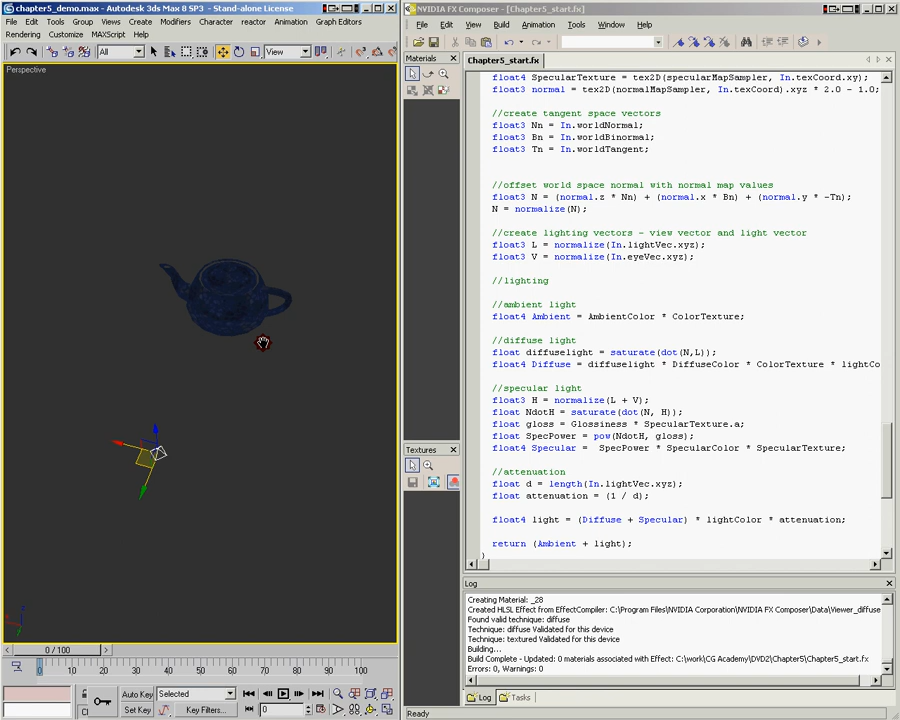 chapter5_demo.max - Autodesk 3ds Max 8 SP3 - Stand-alone License
File Edit Tools Group Views Create Modifiers Character reactor Animation Graph Editors
Rendering Customize MAXScript Help
All View
Perspective
0 / 100
0 10 20 30 40 50 60 70 80 90 100
Auto Key Selected
Set Key Key Filters... 0
NVIDIA FX Composer - [Chapter5_start.fx]
File Edit View Build Animation Tools Window Help
Materials
Chapter5_start.fx
float4 SpecularTexture = tex2D(specularMapSampler, In.texCoord.xy);
float3 normal = tex2D(normalMapSampler, In.texCoord).xyz * 2.0 - 1.0;
//create tangent space vectors
float3 Nn = In.worldNormal;
float3 Bn = In.worldBinormal;
float3 Tn = In.worldTangent;
//offset world space normal with normal map values
float3 N = (normal.z * Nn) + (normal.x * Bn) + (normal.y * -Tn);
N = normalize(N);
//create lighting vectors - view vector and light vector
float3 L = normalize(In.lightVec.xyz);
float3 V = normalize(In.eyeVec.xyz);
//lighting
//ambient light
float4 Ambient = AmbientColor * ColorTexture;
//diffuse light
float diffuselight = saturate(dot(N,L));
float4 Diffuse = diffuselight * DiffuseColor * ColorTexture * lightCo
//specular light
float3 H = normalize(L + V);
float NdotH = saturate(dot(N, H));
float gloss = Glossiness * SpecularTexture.a;
float SpecPower = pow(NdotH, gloss);
float4 Specular =  SpecPower * SpecularColor * SpecularTexture;
//attenuation
float d = length(In.lightVec.xyz);
float attenuation = (1 / d);
float4 light = (Diffuse + Specular) * lightColor * attenuation;
return (Ambient + light);
}
Textures
Log
Creating Material: _28
Created HLSL Effect from EffectCompiler: C:\Program Files\NVIDIA Corporation\NVIDIA FX Composer\Data\Viewer_diffuse
Found valid technique: diffuse
Technique: diffuse Validated for this device
Technique: textured Validated for this device
Building...
Build Complete - Updated: 0 materials associated with Effect: C:\work\CG Academy\DVD2\Chapter5\Chapter5_start.fx
Errors: 0, Warnings: 0
Log Tasks
Ready